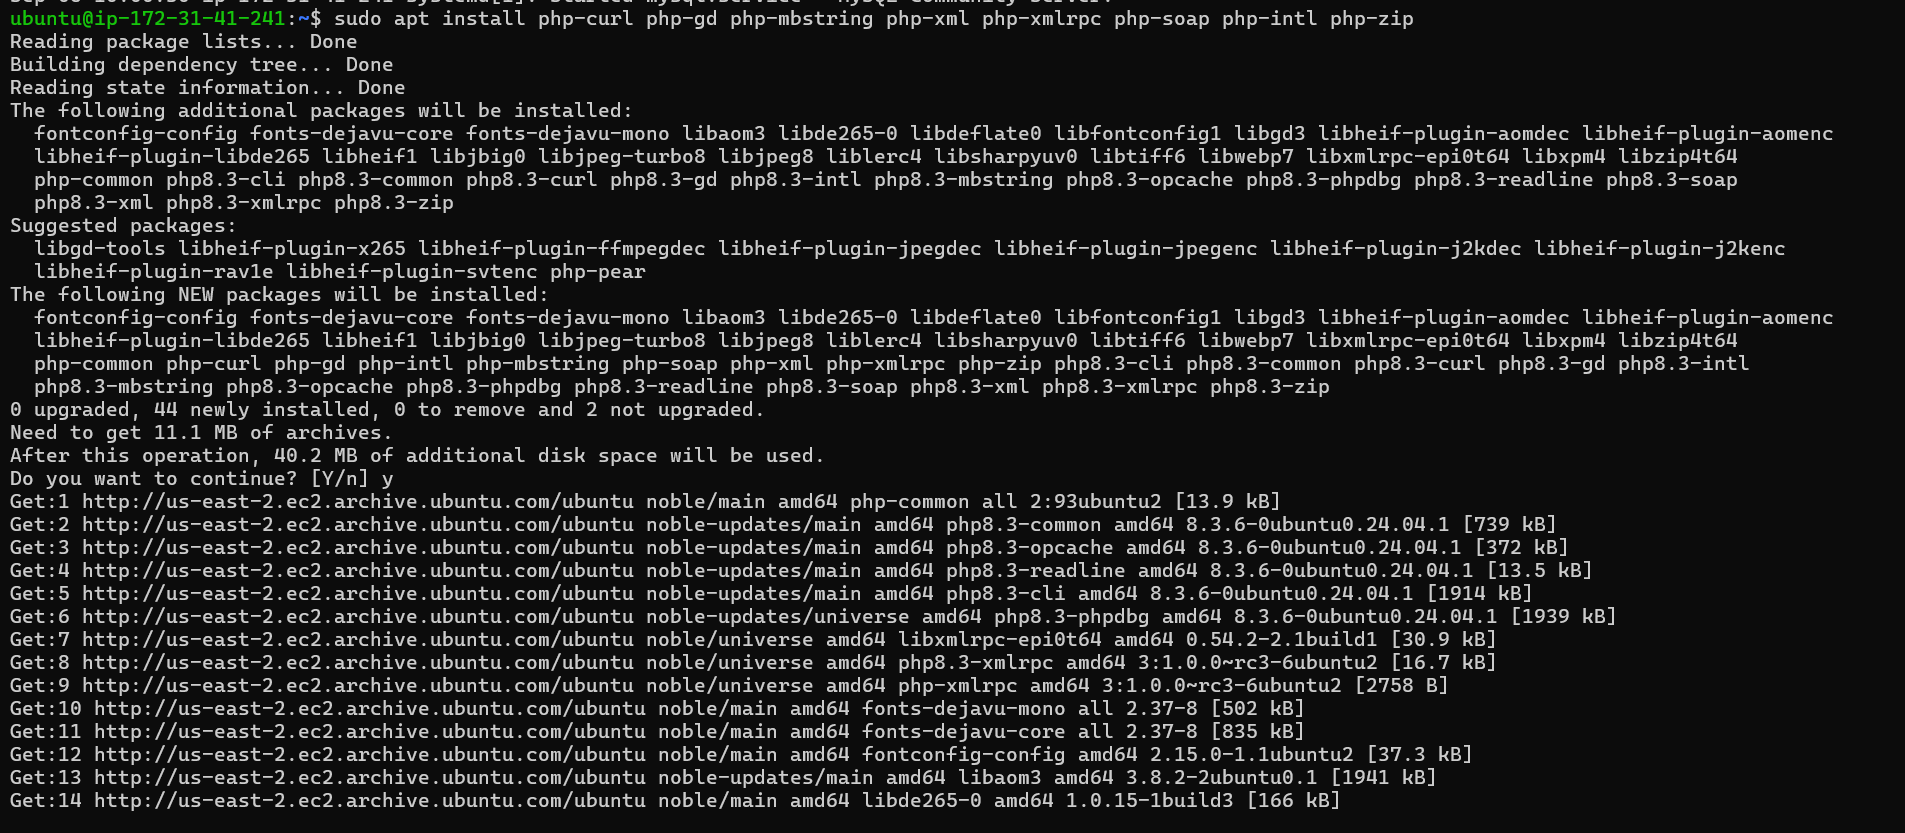 ubuntu@ip-172-31-41-241:~$ sudo apt install php-curl php-gd php-mbstring php-xml php-xmlrpc php-soap php-intl php-zip
Reading package lists... Done
Building dependency tree... Done
Reading state information... Done
The following additional packages will be installed:
  fontconfig-config fonts-dejavu-core fonts-dejavu-mono libaom3 libde265-0 libdeflate0 libfontconfig1 libgd3 libheif-plugin-aomdec libheif-plugin-aomenc
  libheif-plugin-libde265 libheif1 libjbig0 libjpeg-turbo8 libjpeg8 liblerc4 libsharpyuv0 libtiff6 libwebp7 libxmlrpc-epi0t64 libxpm4 libzip4t64
  php-common php8.3-cli php8.3-common php8.3-curl php8.3-gd php8.3-intl php8.3-mbstring php8.3-opcache php8.3-phpdbg php8.3-readline php8.3-soap
  php8.3-xml php8.3-xmlrpc php8.3-zip
Suggested packages:
  libgd-tools libheif-plugin-x265 libheif-plugin-ffmpegdec libheif-plugin-jpegdec libheif-plugin-jpegenc libheif-plugin-j2kdec libheif-plugin-j2kenc
  libheif-plugin-rav1e libheif-plugin-svtenc php-pear
The following NEW packages will be installed:
  fontconfig-config fonts-dejavu-core fonts-dejavu-mono libaom3 libde265-0 libdeflate0 libfontconfig1 libgd3 libheif-plugin-aomdec libheif-plugin-aomenc
  libheif-plugin-libde265 libheif1 libjbig0 libjpeg-turbo8 libjpeg8 liblerc4 libsharpyuv0 libtiff6 libwebp7 libxmlrpc-epi0t64 libxpm4 libzip4t64
  php-common php-curl php-gd php-intl php-mbstring php-soap php-xml php-xmlrpc php-zip php8.3-cli php8.3-common php8.3-curl php8.3-gd php8.3-intl
  php8.3-mbstring php8.3-opcache php8.3-phpdbg php8.3-readline php8.3-soap php8.3-xml php8.3-xmlrpc php8.3-zip
0 upgraded, 44 newly installed, 0 to remove and 2 not upgraded.
Need to get 11.1 MB of archives.
After this operation, 40.2 MB of additional disk space will be used.
Do you want to continue? [Y/n] y
Get:1 http://us-east-2.ec2.archive.ubuntu.com/ubuntu noble/main amd64 php-common all 2:93ubuntu2 [13.9 kB]
Get:2 http://us-east-2.ec2.archive.ubuntu.com/ubuntu noble-updates/main amd64 php8.3-common amd64 8.3.6-0ubuntu0.24.04.1 [739 kB]
Get:3 http://us-east-2.ec2.archive.ubuntu.com/ubuntu noble-updates/main amd64 php8.3-opcache amd64 8.3.6-0ubuntu0.24.04.1 [372 kB]
Get:4 http://us-east-2.ec2.archive.ubuntu.com/ubuntu noble-updates/main amd64 php8.3-readline amd64 8.3.6-0ubuntu0.24.04.1 [13.5 kB]
Get:5 http://us-east-2.ec2.archive.ubuntu.com/ubuntu noble-updates/main amd64 php8.3-cli amd64 8.3.6-0ubuntu0.24.04.1 [1914 kB]
Get:6 http://us-east-2.ec2.archive.ubuntu.com/ubuntu noble-updates/universe amd64 php8.3-phpdbg amd64 8.3.6-0ubuntu0.24.04.1 [1939 kB]
Get:7 http://us-east-2.ec2.archive.ubuntu.com/ubuntu noble/universe amd64 libxmlrpc-epi0t64 amd64 0.54.2-2.1build1 [30.9 kB]
Get:8 http://us-east-2.ec2.archive.ubuntu.com/ubuntu noble/universe amd64 php8.3-xmlrpc amd64 3:1.0.0~rc3-6ubuntu2 [16.7 kB]
Get:9 http://us-east-2.ec2.archive.ubuntu.com/ubuntu noble/universe amd64 php-xmlrpc amd64 3:1.0.0~rc3-6ubuntu2 [2758 B]
Get:10 http://us-east-2.ec2.archive.ubuntu.com/ubuntu noble/main amd64 fonts-dejavu-mono all 2.37-8 [502 kB]
Get:11 http://us-east-2.ec2.archive.ubuntu.com/ubuntu noble/main amd64 fonts-dejavu-core all 2.37-8 [835 kB]
Get:12 http://us-east-2.ec2.archive.ubuntu.com/ubuntu noble/main amd64 fontconfig-config amd64 2.15.0-1.1ubuntu2 [37.3 kB]
Get:13 http://us-east-2.ec2.archive.ubuntu.com/ubuntu noble-updates/main amd64 libaom3 amd64 3.8.2-2ubuntu0.1 [1941 kB]
Get:14 http://us-east-2.ec2.archive.ubuntu.com/ubuntu noble/main amd64 libde265-0 amd64 1.0.15-1build3 [166 kB]